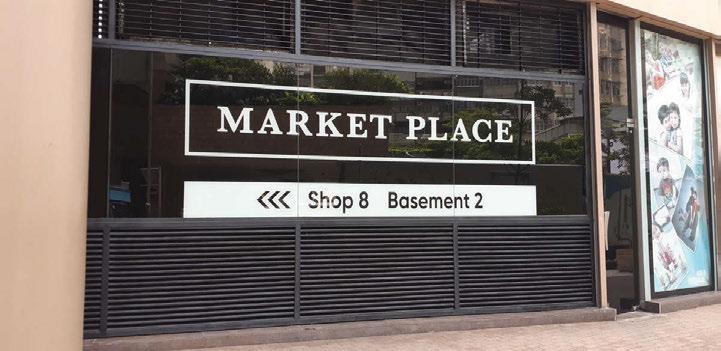 MARKET PLACE
<<< Shop 8 Basement 2